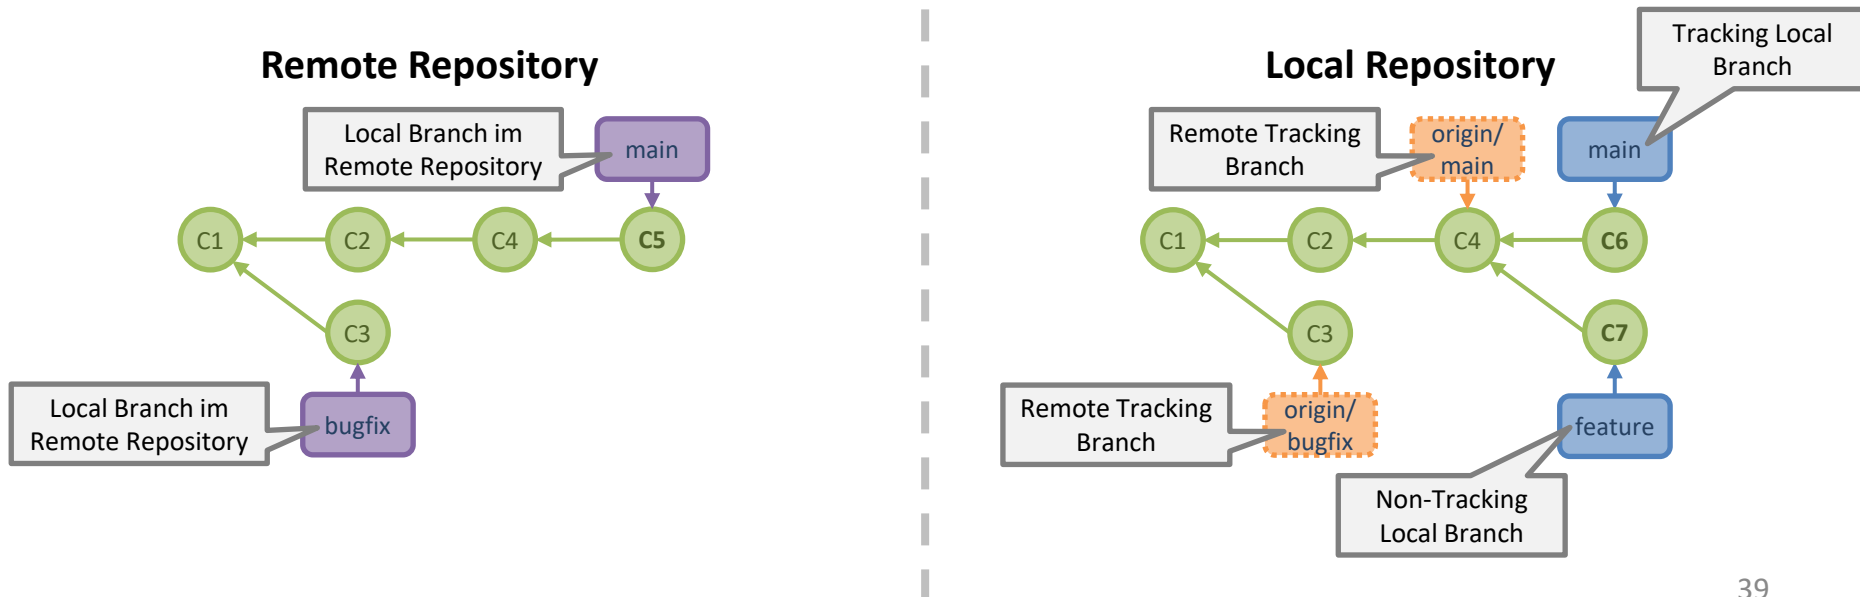 Remote Repository
Local Branch im
Remote Repository
main
C1
C2
C4
C5
C3
Local Branch im
Remote Repository
bugfix
Local Repository
Tracking Local
Branch
Remote Tracking
Branch
origin/
main
main
C1
C2
C4
C6
C3
C7
Remote Tracking
Branch
origin/
bugfix
feature
Non-Tracking
Local Branch
39